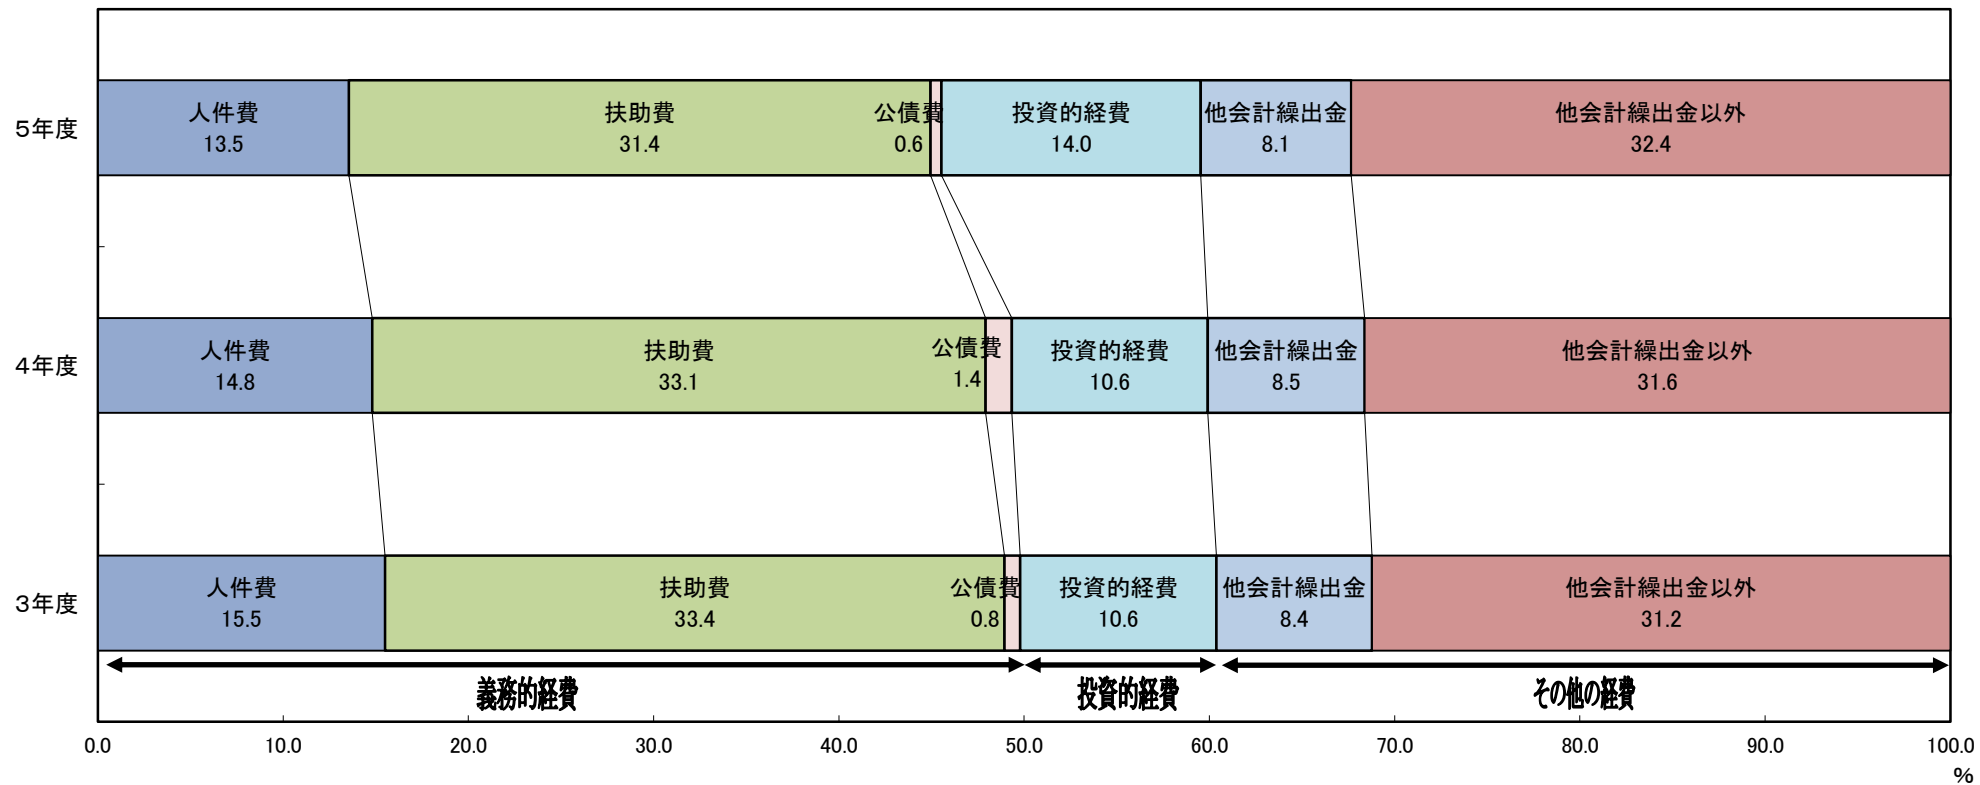 人件費
13.5
扶助費
31.4
公債費
0.6
投資的経費
14.0
他会計繰出金
8.1
他会計繰出金以外
32.4
5年度
人件費
14.8
扶助費
33.1
公債費
1.4
投資的経費
10.6
他会計繰出金
8.5
他会計繰出金以外
31.6
4年度
人件費
15.5
扶助費
33.4
公債費
0.8
投資的経費
10.6
他会計繰出金
8.4
他会計繰出金以外
31.2
3年度
義務的経費
投資的経費
その他の経費
0.0 10.0 20.0 30.0 40.0 50.0 60.0 70.0 80.0 90.0 100.0
%